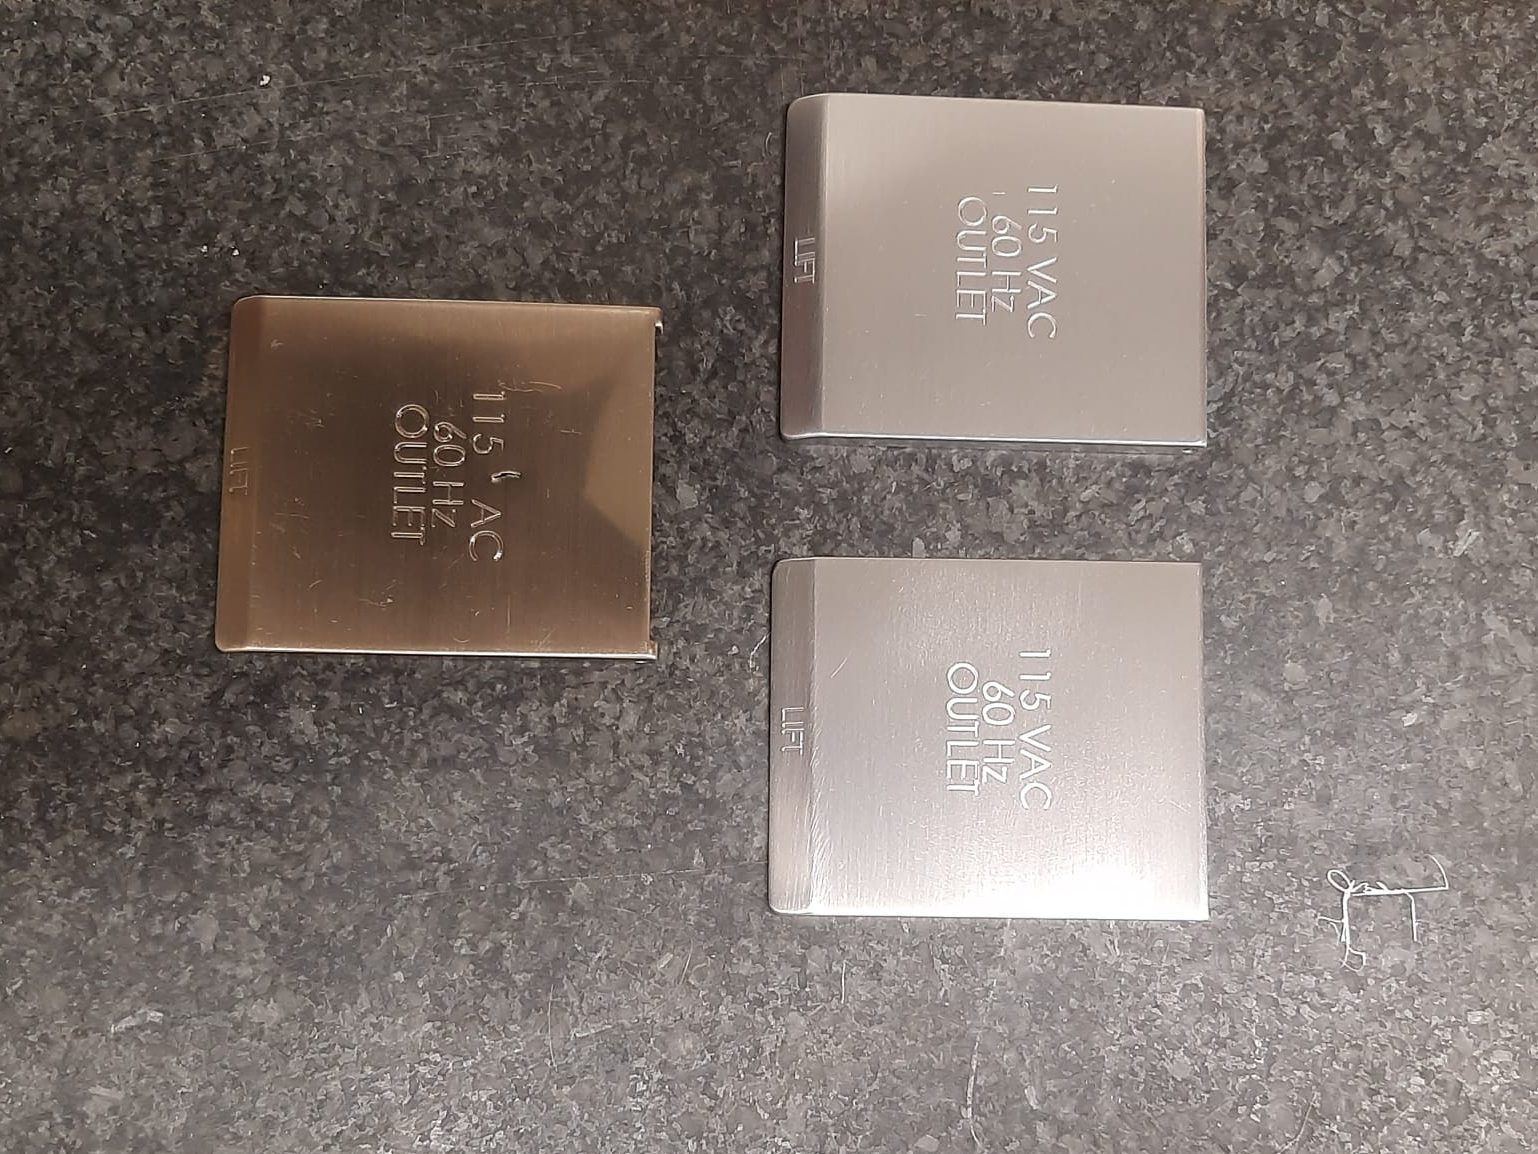 115 VAC
60 Hz
OUTLET
LIFT
115 AC
60 Hz
OUTLET
LIFT
115 VAC
60 Hz
OUTLET
LIFT